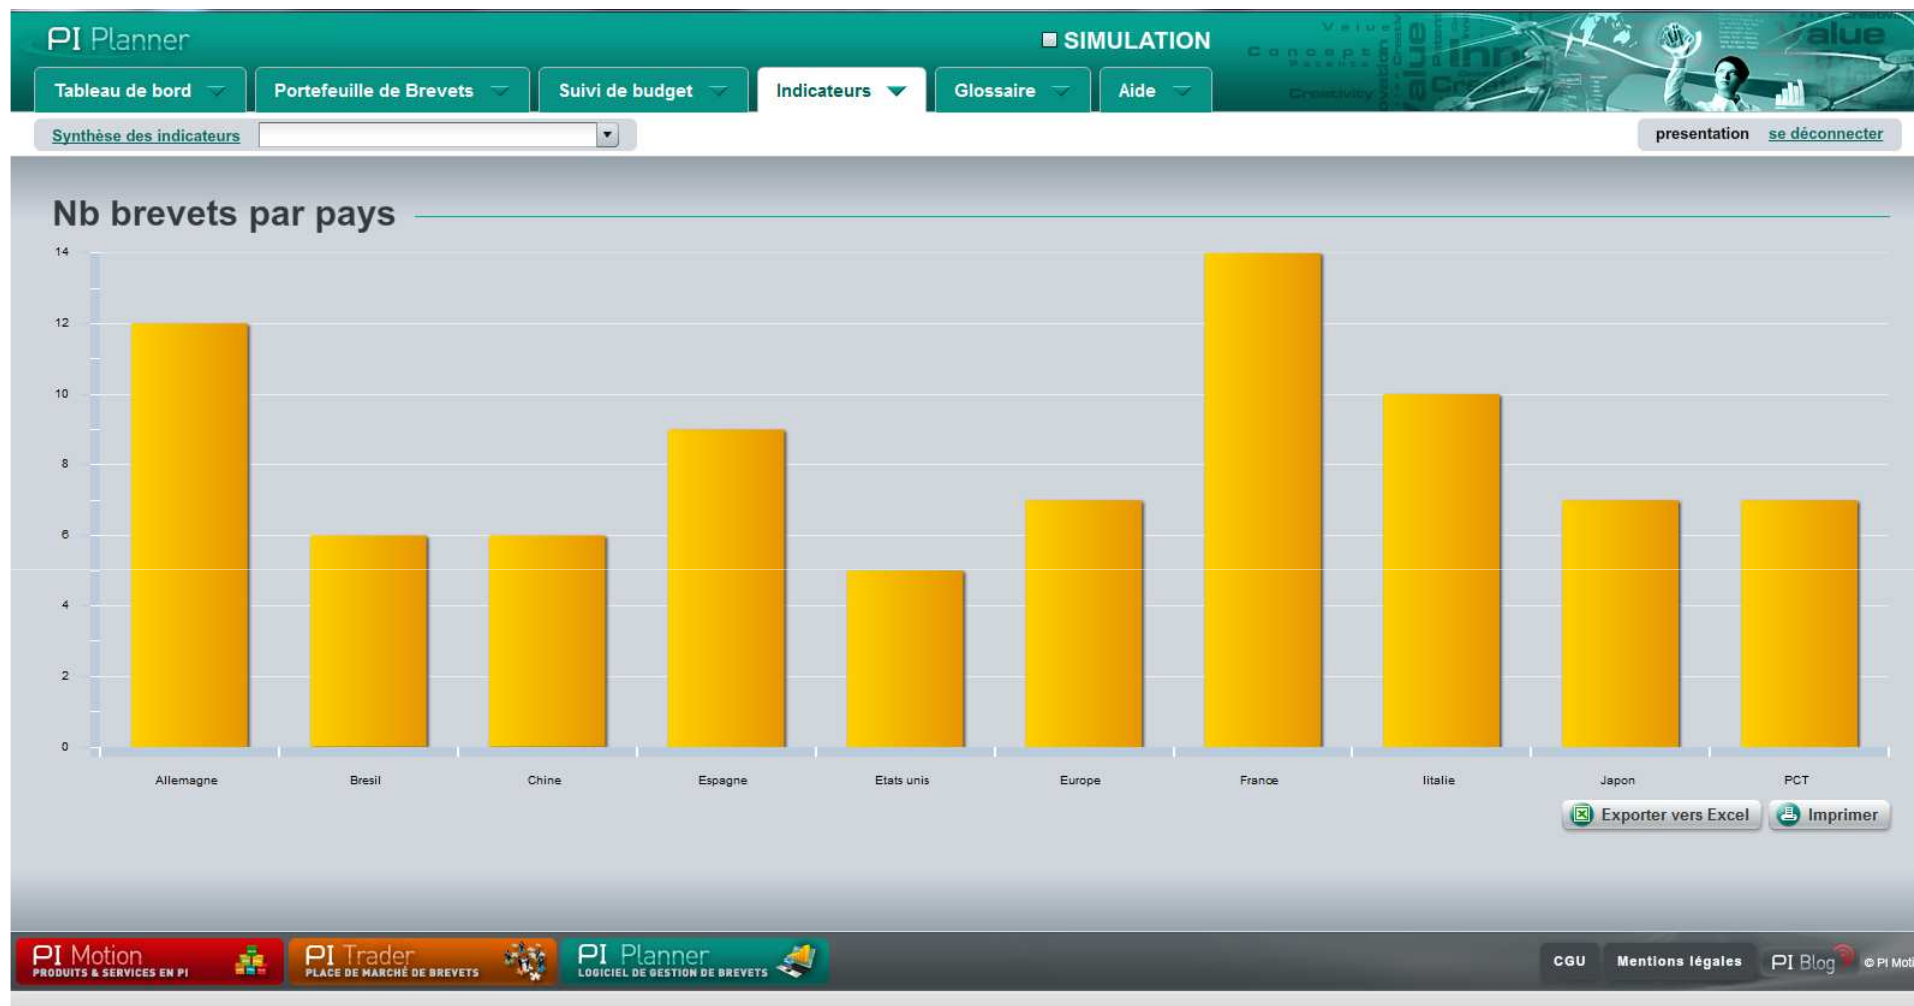 PI Planner
SIMULATION
Tableau de bord
Portefeuille de Brevets
Suivi de budget
Indicateurs
Glossaire
Aide
Synthèse des indicateurs
presentation se déconnecter
Nb brevets par pays
14
12
10
8
6
4
2
0
Allemagne Bresil Chine Espagne Etats unis Europe France Iitalie Japon PCT
Exporter vers Excel Imprimer
PI Motion
PRODUITS & SERVICES EN PI
PI Trader
PLACE DE MARCHÉ DE BREVETS
PI Planner
LOGICIEL DE GESTION DE BREVETS
CGU Mentions légales PI Blog © PI Moti